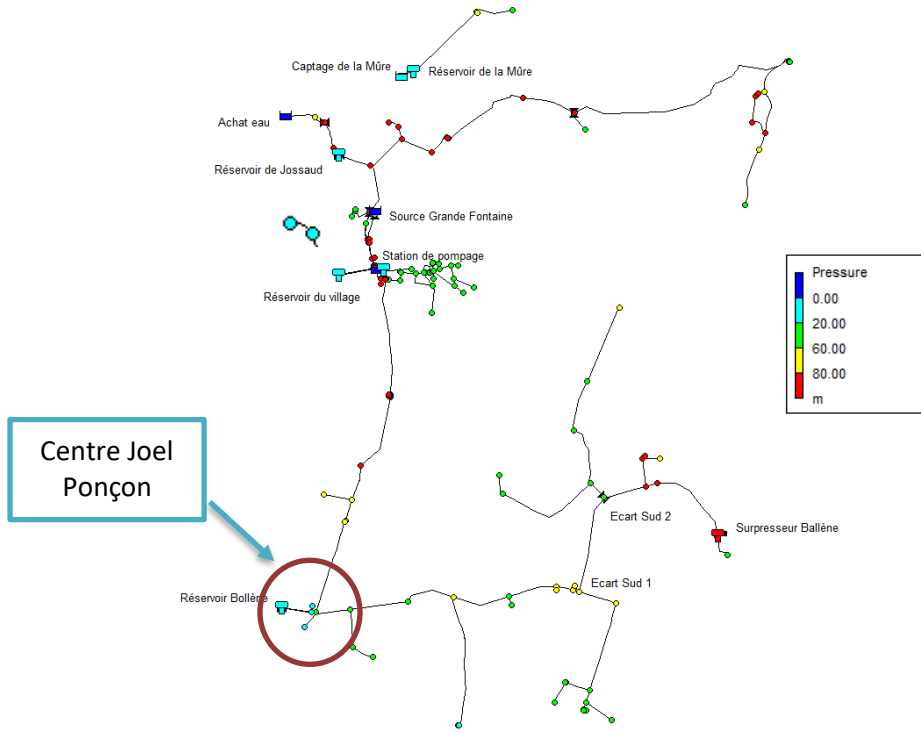 Captage de la Mûre
Réservoir de la Mûre
Achat eau
Réservoir de Jossaud
Source Grande Fontaine
Station de pompage
Réservoir du village
Pressure
0.00
20.00
60.00
80.00
m
Centre Joel
Ponçon
Ecart Sud 2
Surpresseur Ballène
Ecart Sud 1
Réservoir Bollène